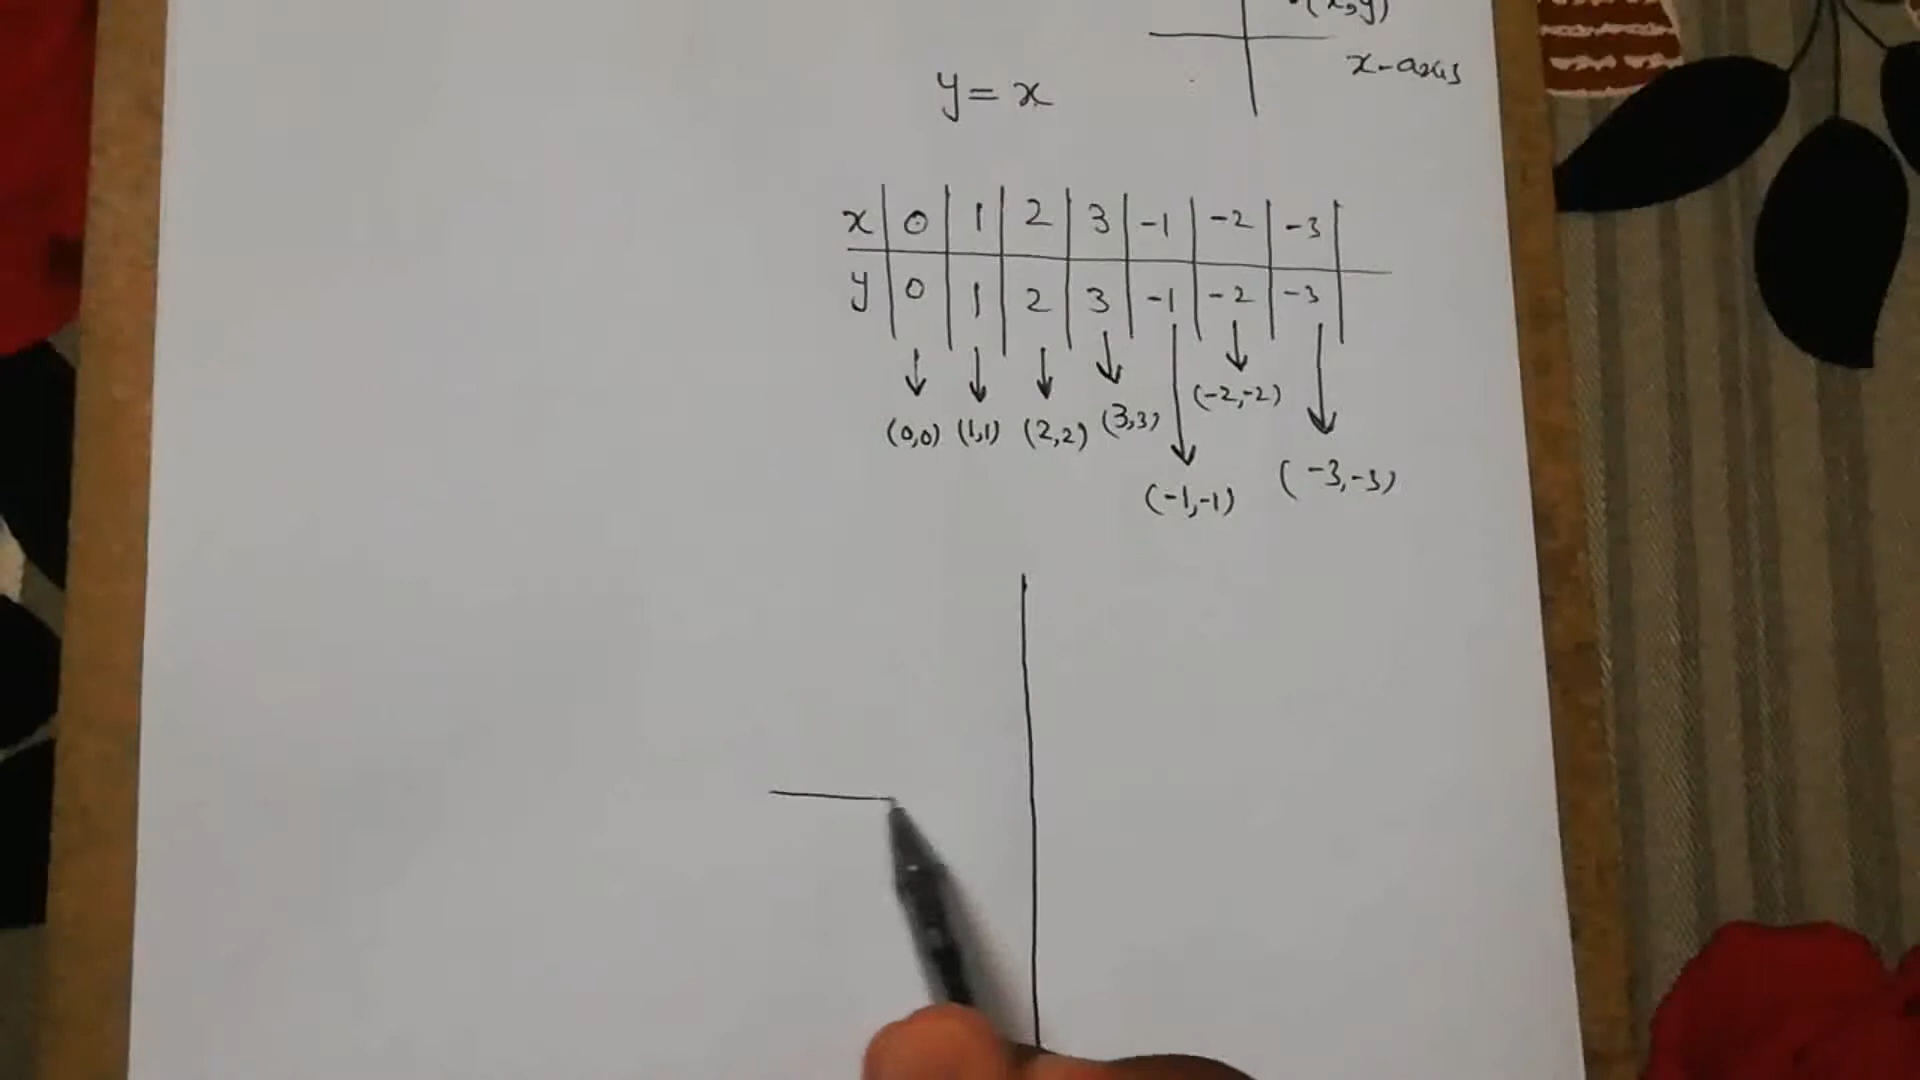 (x,y)
x-axis
y = x
x | 0 | 1 | 2 | 3 | -1 | -2 | -3 |
y | 0 | 1 | 2 | 3 | -1 | -2 | -3 |
(0,0) (1,1) (2,2) (3,3) (-1,-1) (-2,-2) (-3,-3)